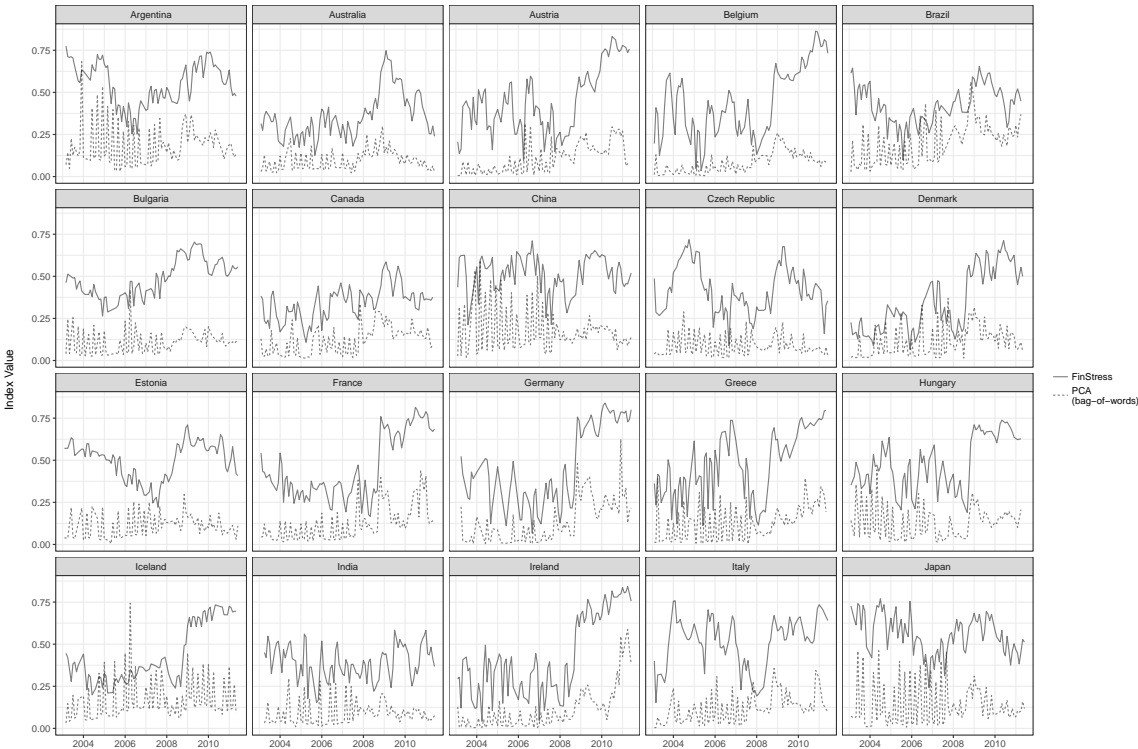 Argentina Australia Austria Belgium Brazil
0.75
0.50
0.25
0.00
Bulgaria Canada China Czech Republic Denmark
0.75
0.50
0.25
0.00
Index Value
FinStress
PCA
(bag−of−words)
Estonia France Germany Greece Hungary
0.75
0.50
0.25
0.00
Iceland India Ireland Italy Japan
0.75
0.50
0.25
0.00
2004 2006 2008 2010 2004 2006 2008 2010 2004 2006 2008 2010 2004 2006 2008 2010 2004 2006 2008 2010